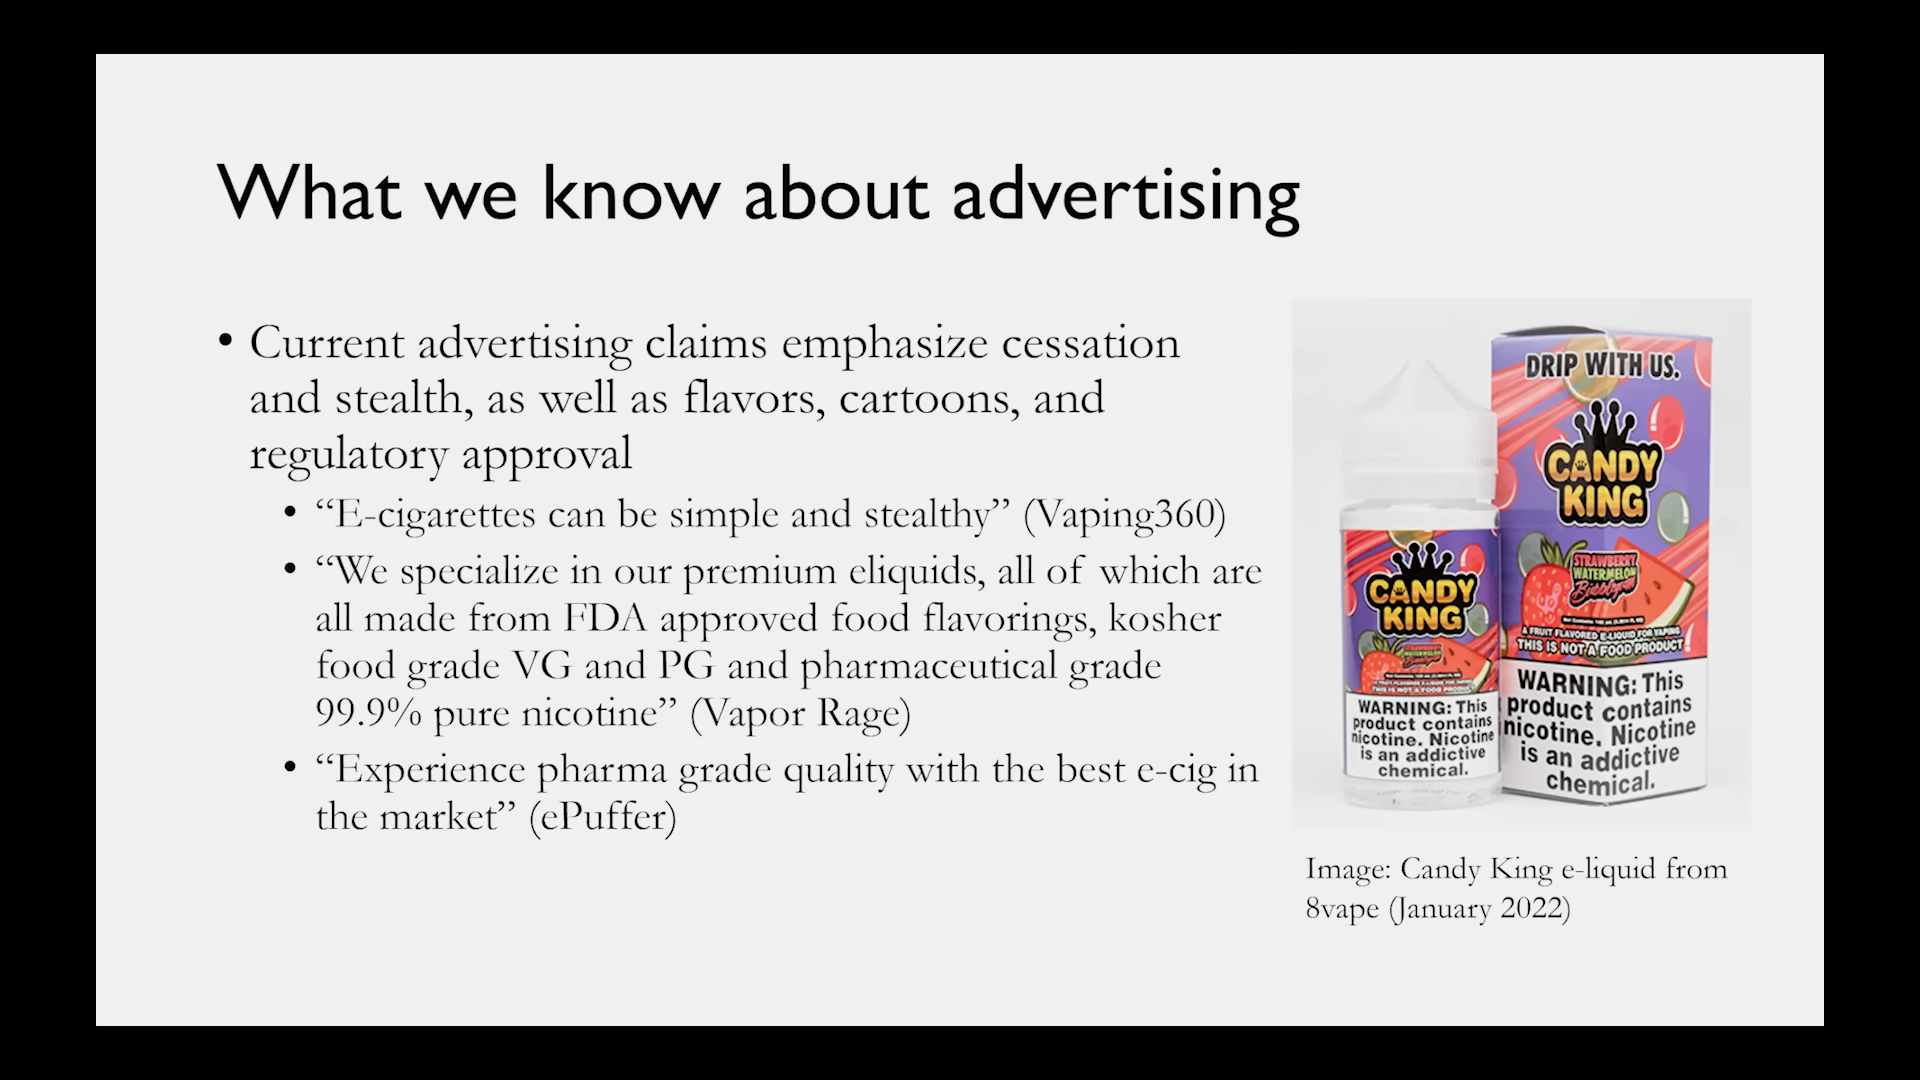 What we know about advertising
• Current advertising claims emphasize cessation
and stealth, as well as flavors, cartoons, and
regulatory approval
• “E-cigarettes can be simple and stealthy” (Vaping360)
• “We specialize in our premium eliquids, all of which are
all made from FDA approved food flavorings, kosher
food grade VG and PG and pharmaceutical grade
99.9% pure nicotine” (Vapor Rage)
• “Experience pharma grade quality with the best e-cig in
the market” (ePuffer)
DRIP WITH US.
CANDY
KING
STRAWBERRY
WATERMELON
Bubblegum
A FRUIT FLAVORED E-LIQUID FOR VAPING
THIS IS NOT A FOOD PRODUCT
WARNING: This
product contains
nicotine. Nicotine
is an addictive
chemical.
CANDY
KING
THIS IS NOT A FOOD PRODUCT
WARNING: This
product contains
nicotine. Nicotine
is an addictive
chemical.
Image: Candy King e-liquid from
8vape (January 2022)